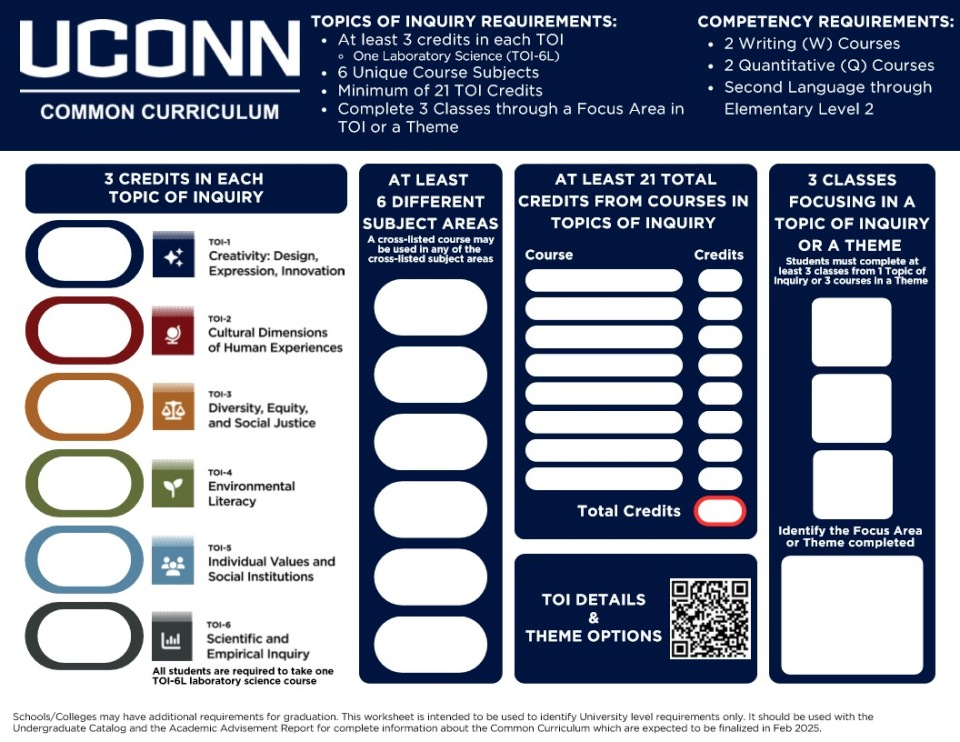 UCONN
COMMON CURRICULUM
TOPICS OF INQUIRY REQUIREMENTS:
• At least 3 credits in each TOI
◦ One Laboratory Science (TOI-6L)
• 6 Unique Course Subjects
• Minimum of 21 TOI Credits
• Complete 3 Classes through a Focus Area in
TOI or a Theme
COMPETENCY REQUIREMENTS:
• 2 Writing (W) Courses
• 2 Quantitative (Q) Courses
• Second Language through
Elementary Level 2
3 CREDITS IN EACH
TOPIC OF INQUIRY
TOI-1
Creativity: Design,
Expression, Innovation
TOI-2
Cultural Dimensions
of Human Experiences
TOI-3
Diversity, Equity,
and Social Justice
TOI-4
Environmental
Literacy
TOI-5
Individual Values and
Social Institutions
TOI-6
Scientific and
Empirical Inquiry
All students are required to take one
TOI-6L laboratory science course
AT LEAST
6 DIFFERENT
SUBJECT AREAS
A cross-listed course may
be used in any of the
cross-listed subject areas
AT LEAST 21 TOTAL
CREDITS FROM COURSES IN
TOPICS OF INQUIRY
Course Credits
Total Credits
TOI DETAILS
&
THEME OPTIONS
3 CLASSES
FOCUSING IN A
TOPIC OF INQUIRY
OR A THEME
Students must complete at
least 3 classes from 1 Topic of
Inquiry or 3 courses in a Theme
Identify the Focus Area
or Theme completed
Schools/Colleges may have additional requirements for graduation. This worksheet is intended to be used to identify University level requirements only. It should be used with the
Undergraduate Catalog and the Academic Advisement Report for complete information about the Common Curriculum which are expected to be finalized in Feb 2025.